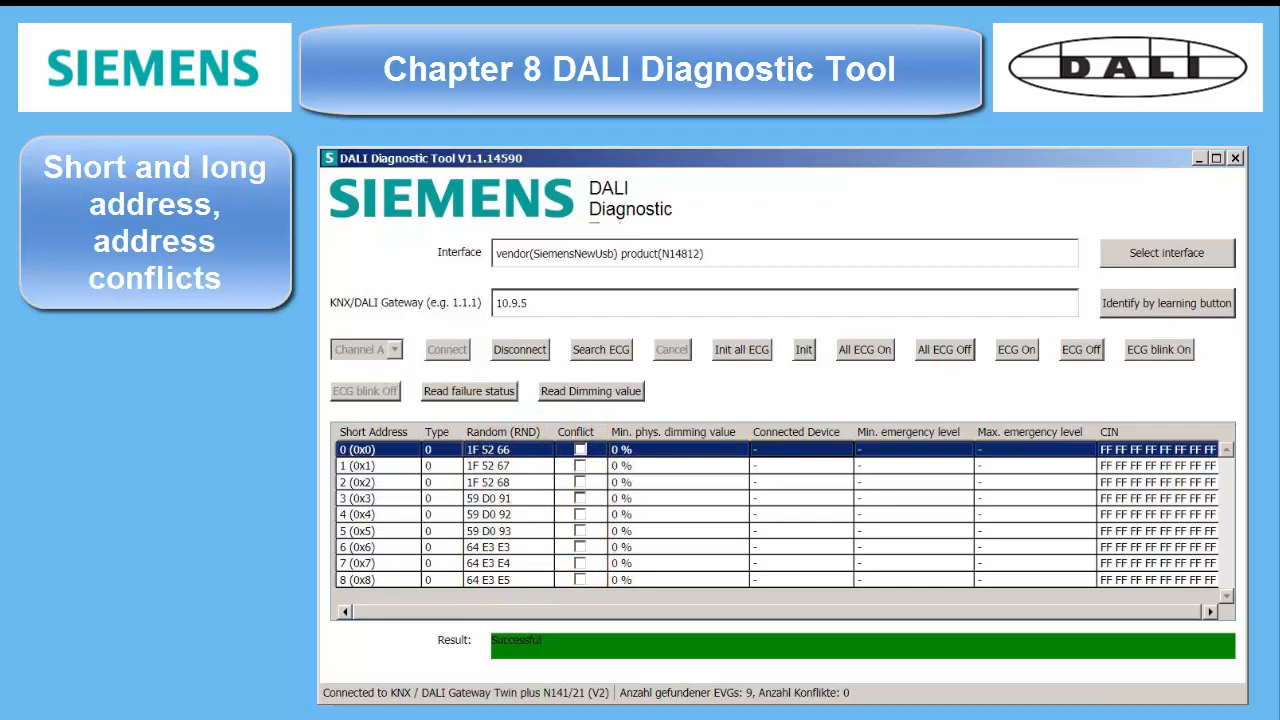 SIEMENS
Chapter 8 DALI Diagnostic Tool
DALI
Short and long
address,
address
conflicts
S DALI Diagnostic Tool V1.1.14590
SIEMENS
DALI
Diagnostic
Interface vendor(SiemensNewUsb) product(N14812) Select interface
KNX/DALI Gateway (e.g. 1.1.1) 10.9.5 Identify by learning button
Channel A Connect Disconnect Search ECG Cancel Init all ECG Init All ECG On All ECG Off ECG On ECG Off ECG blink On
ECG blink Off Read failure status Read Dimming value
Short Address Type Random (RND) Conflict Min. phys. dimming value Connected Device Min. emergency level Max. emergency level CIN
0 (0x0) 0 1F 52 66 0 % - - - FF FF FF FF FF FF FF FF
1 (0x1) 0 1F 52 67 0 % - - - FF FF FF FF FF FF FF FF
2 (0x2) 0 1F 52 68 0 % - - - FF FF FF FF FF FF FF FF
3 (0x3) 0 59 D0 91 0 % - - - FF FF FF FF FF FF FF FF
4 (0x4) 0 59 D0 92 0 % - - - FF FF FF FF FF FF FF FF
5 (0x5) 0 59 D0 93 0 % - - - FF FF FF FF FF FF FF FF
6 (0x6) 0 64 E3 E3 0 % - - - FF FF FF FF FF FF FF FF
7 (0x7) 0 64 E3 E4 0 % - - - FF FF FF FF FF FF FF FF
8 (0x8) 0 64 E3 E5 0 % - - - FF FF FF FF FF FF FF FF
Result: Successful
Connected to KNX / DALI Gateway Twin plus N141/21 (V2) Anzahl gefundener EVGs: 9, Anzahl Konflikte: 0